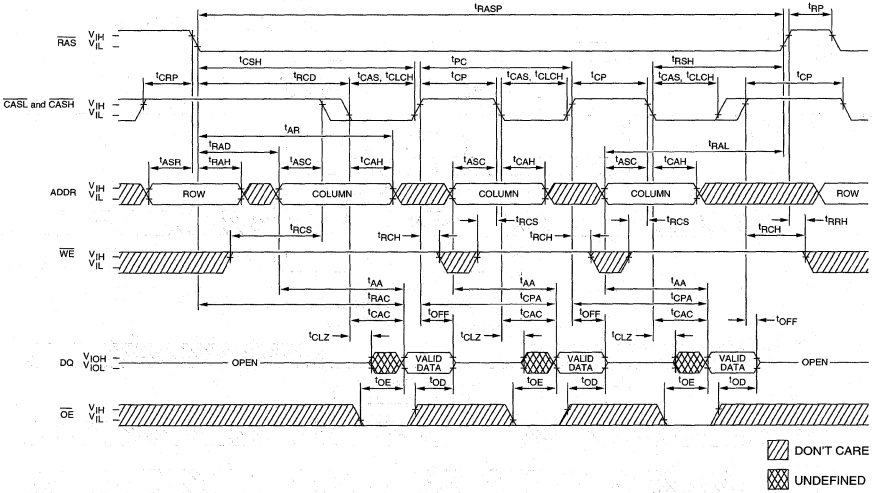 tRASP tRP
RAS VIH
VIL
tCSH tPC tRSH
tCRP tRCD tCAS, tCLCH tCP tCAS, tCLCH tCP tCAS, tCLCH tCP
CASL and CASH VIH
VIL
tAR
tRAD tRAL
tASR tRAH tASC tCAH tASC tCAH tASC tCAH
ADDR VIH
VIL
ROW COLUMN COLUMN COLUMN ROW
tRCS tRCH tRCS tRCH tRCS tRCH tRRH
WE VIH
VIL
tAA tAA tAA
tRAC tCPA tCPA
tCAC tOFF tCAC tOFF tCAC tOFF
tCLZ tCLZ tCLZ
DQ VIOH
VIOL
OPEN VALID DATA VALID DATA VALID DATA OPEN
tOE tOD tOE tOD tOE tOD
OE VIH
VIL
DON'T CARE
UNDEFINED